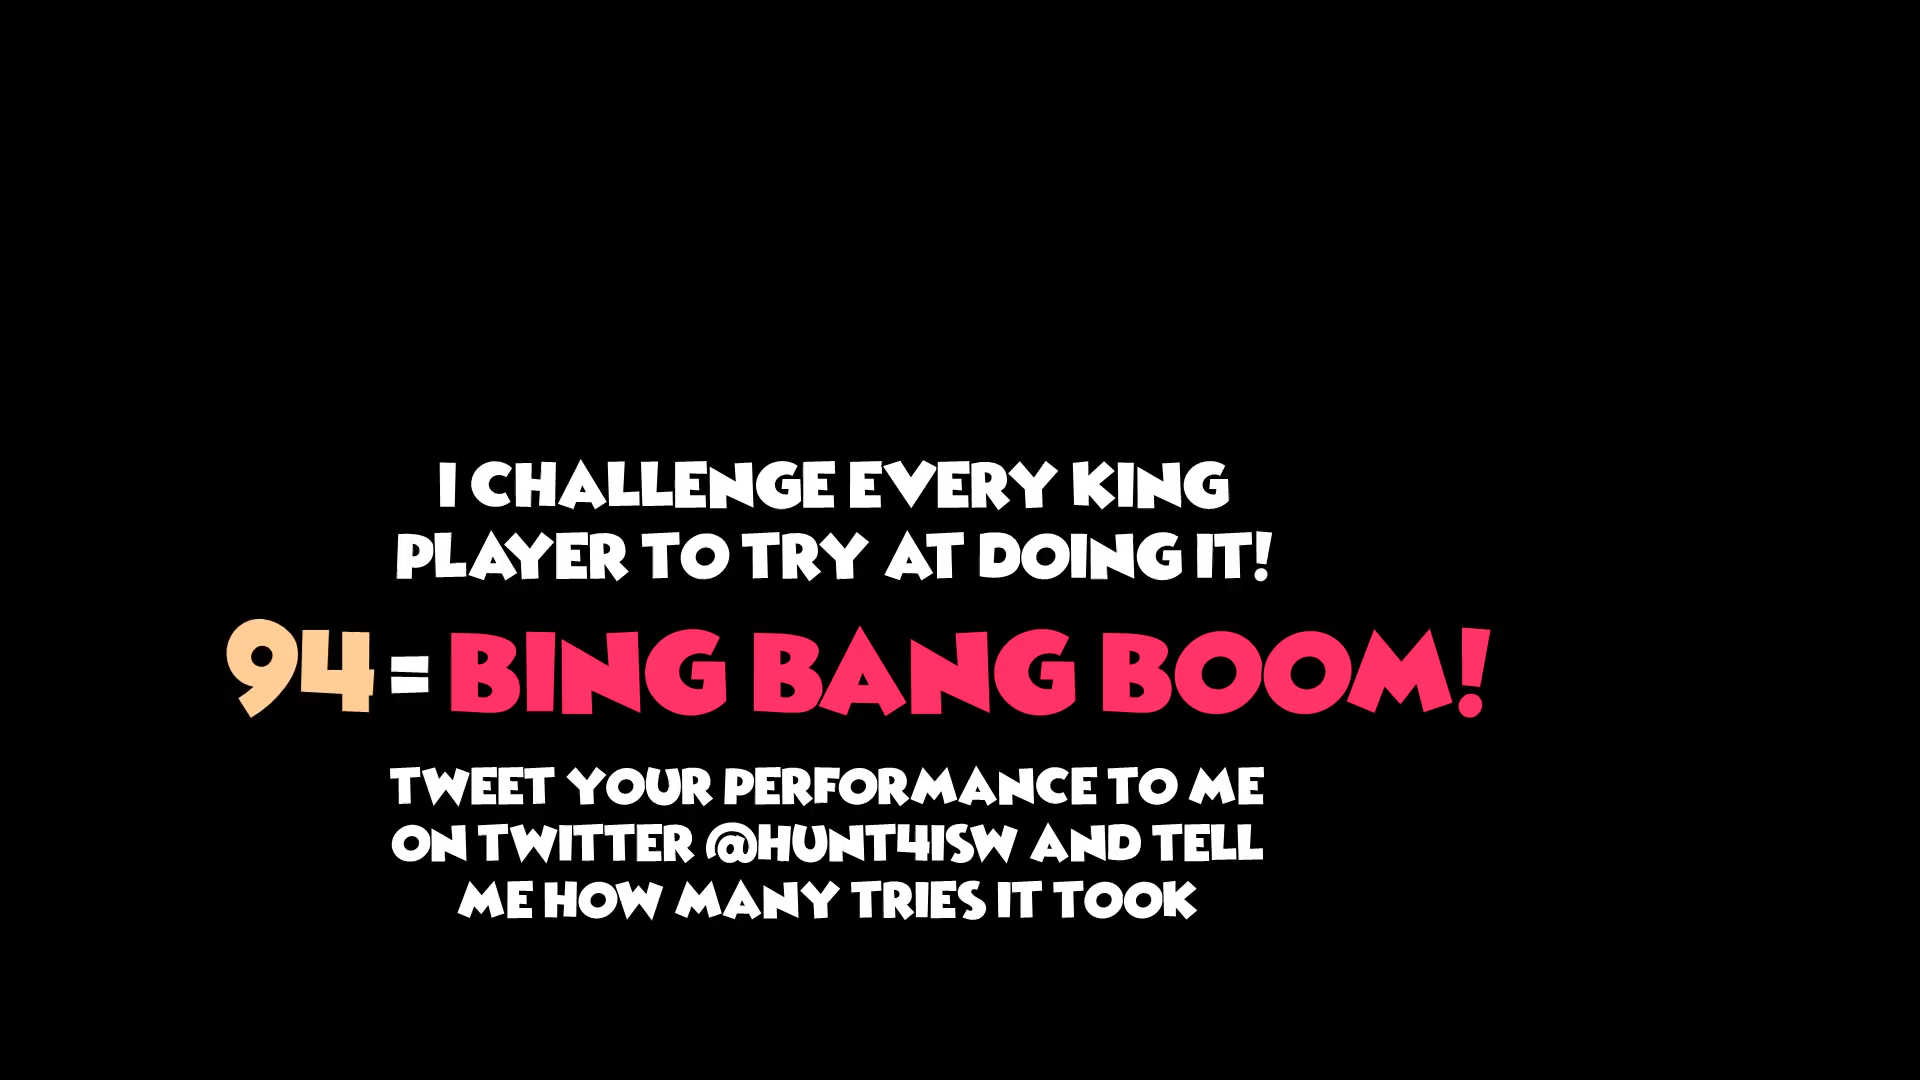 I CHALLENGE EVERY KING
PLAYER TO TRY AT DOING IT!
94 = BING BANG BOOM!
TWEET YOUR PERFORMANCE TO ME
ON TWITTER @HUNT41SW AND TELL
ME HOW MANY TRIES IT TOOK